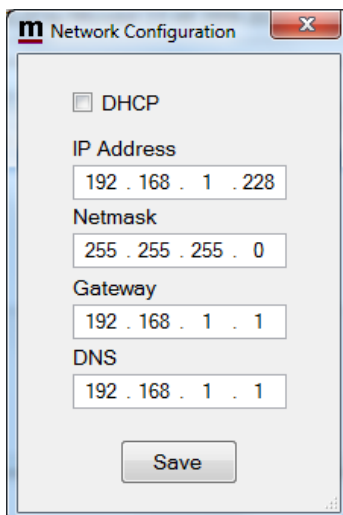 m Network Configuration
DHCP
IP Address
192 . 168 . 1 . 228
Netmask
255 . 255 . 255 . 0
Gateway
192 . 168 . 1 . 1
DNS
192 . 168 . 1 . 1
Save